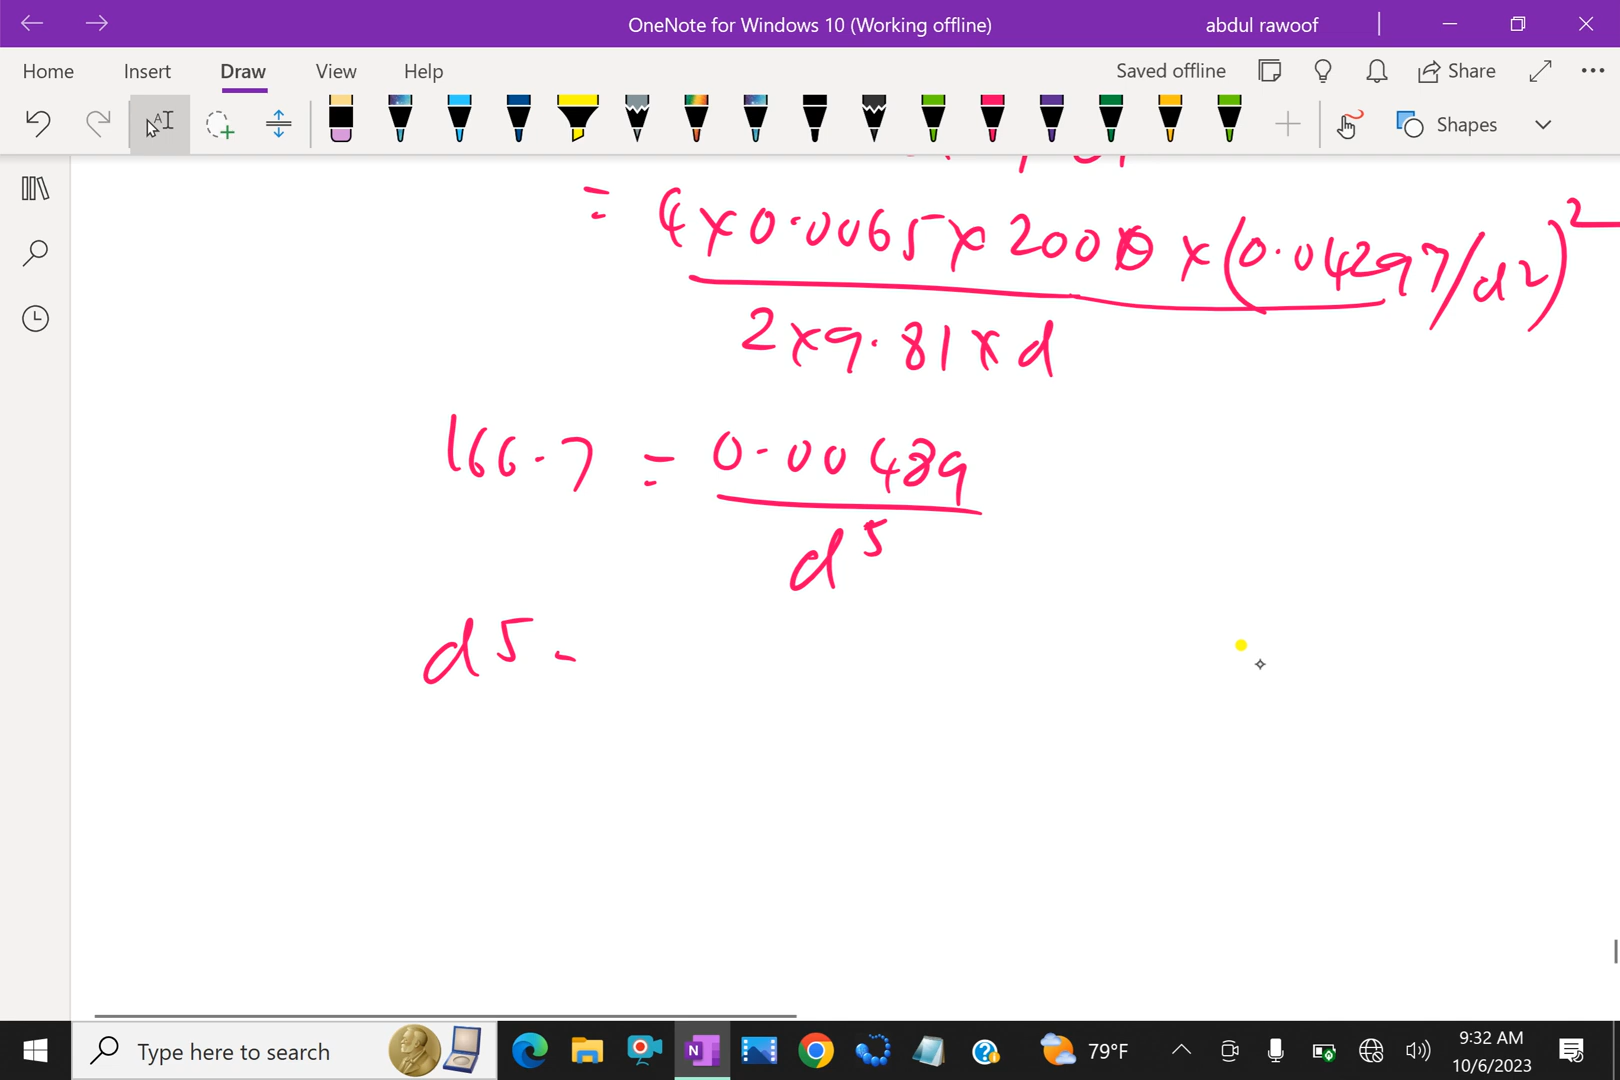 OneNote for Windows 10 (Working offline)
abdul rawoof
Home
Insert
Draw
View
Help
Saved offline
Share
Shapes
= 4×0.0065×2000×(0.04297/d2)2
2×9.81×d
166.7 = 0.00489
d5
d5 -
Type here to search
79°F
9:32 AM
10/6/2023